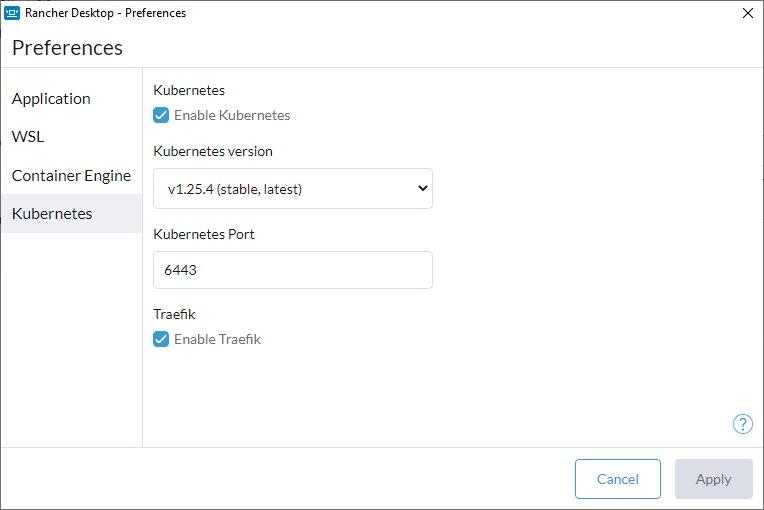 Rancher Desktop - Preferences
Preferences
Application
WSL
Container Engine
Kubernetes
Kubernetes
Enable Kubernetes
Kubernetes version
v1.25.4 (stable, latest)
Kubernetes Port
6443
Traefik
Enable Traefik
?
Cancel
Apply